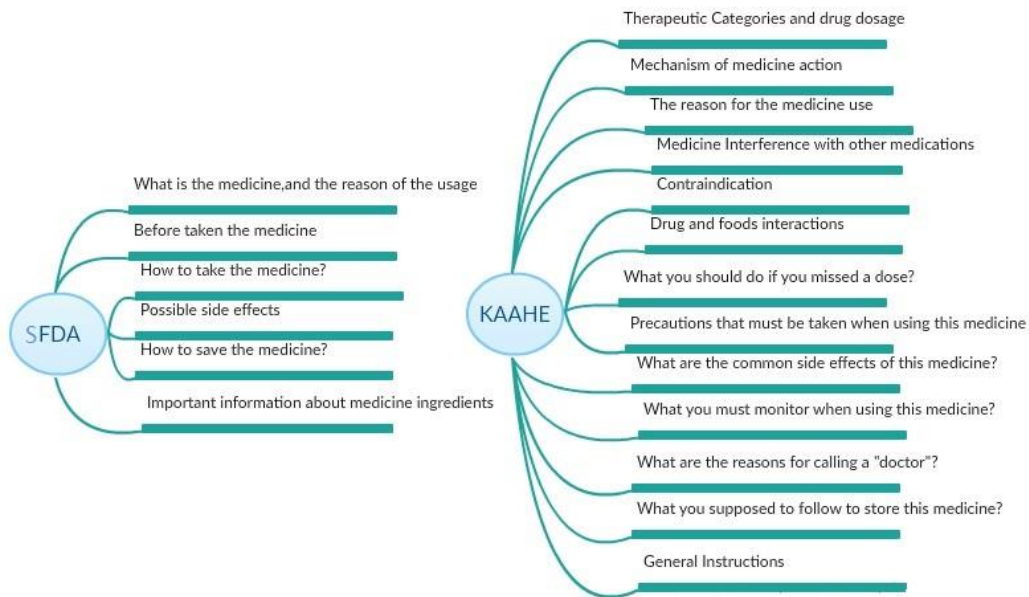 What is the medicine,and the reason of the usage
Before taken the medicine
How to take the medicine?
SFDA
Possible side effects
How to save the medicine?
Important information about medicine ingredients
Therapeutic Categories and drug dosage
Mechanism of medicine action
The reason for the medicine use
Medicine Interference with other medications
Contraindication
Drug and foods interactions
What you should do if you missed a dose?
KAAHE
Precautions that must be taken when using this medicine
What are the common side effects of this medicine?
What you must monitor when using this medicine?
What are the reasons for calling a "doctor"?
What you supposed to follow to store this medicine?
General Instructions